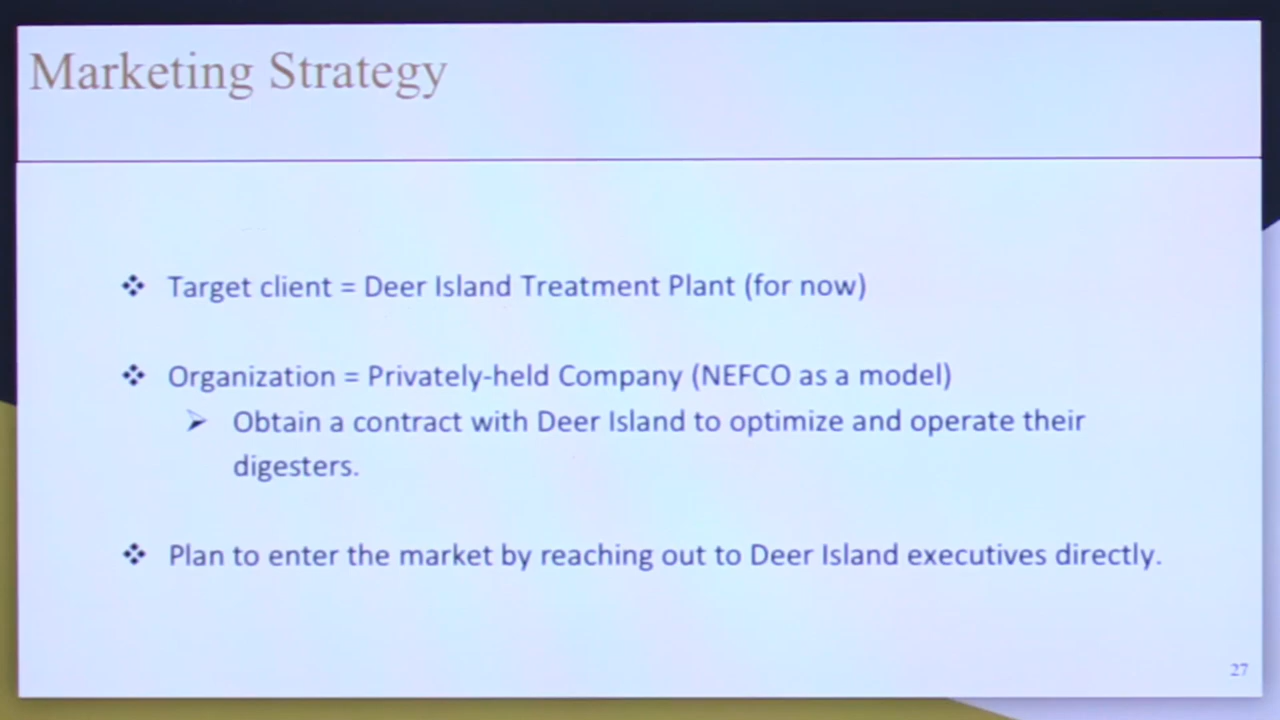 Marketing Strategy
❖ Target client = Deer Island Treatment Plant (for now)
❖ Organization = Privately-held Company (NEFCO as a model)
➢ Obtain a contract with Deer Island to optimize and operate their
digesters.
❖ Plan to enter the market by reaching out to Deer Island executives directly.
27